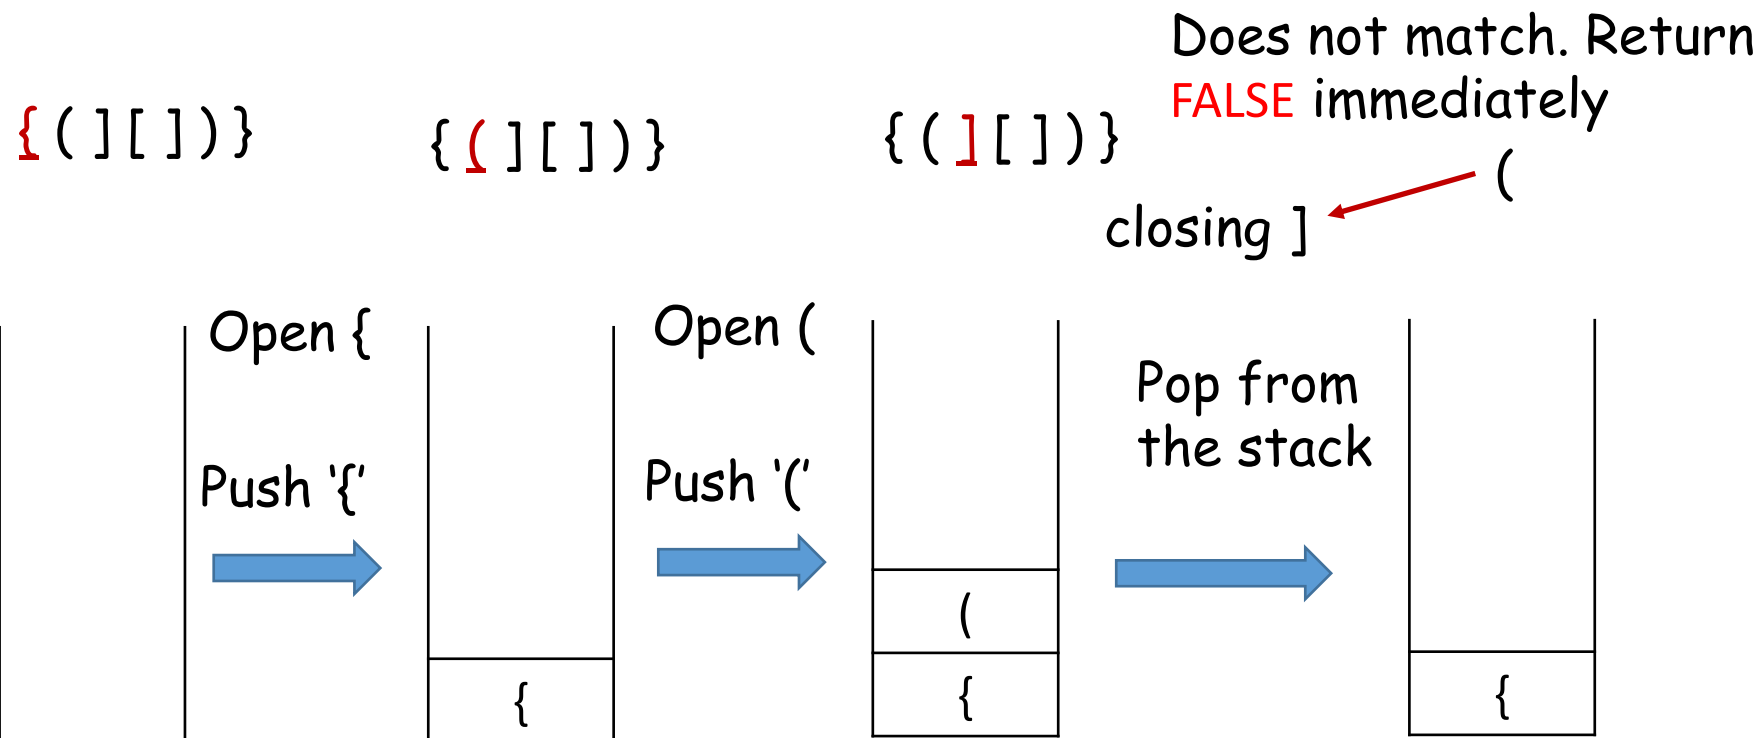 Does not match. Return
FALSE immediately
{ ( ] [ ] ) }
{ ( ] [ ] ) }
{ ( ] [ ] ) }
(
closing ]
Open {
Push ‘{’
Open (
Push ‘(’
Pop from
the stack
{
(
{
{